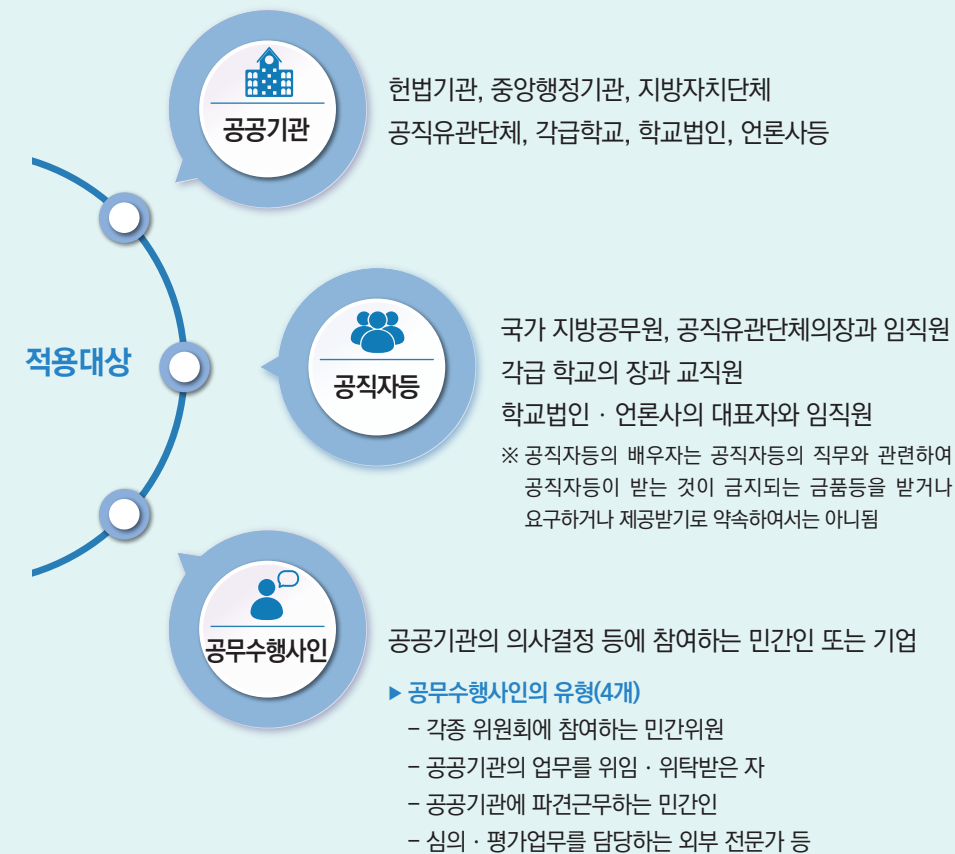 공공기관
헌법기관, 중앙행정기관, 지방자치단체
공직유관단체, 각급학교, 학교법인, 언론사등
적용대상
공직자등
국가 지방공무원, 공직유관단체의장과 임직원
각급 학교의 장과 교직원
학교법인 · 언론사의 대표자와 임직원
※ 공직자등의 배우자는 공직자등의 직무와 관련하여
공직자등이 받는 것이 금지되는 금품등을 받거나
요구하거나 제공받기로 약속하여서는 아니됨
공무수행사인
공공기관의 의사결정 등에 참여하는 민간인 또는 기업
▶ 공무수행사인의 유형(4개)
– 각종 위원회에 참여하는 민간위원
– 공공기관의 업무를 위임 · 위탁받은 자
– 공공기관에 파견근무하는 민간인
– 심의 · 평가업무를 담당하는 외부 전문가 등